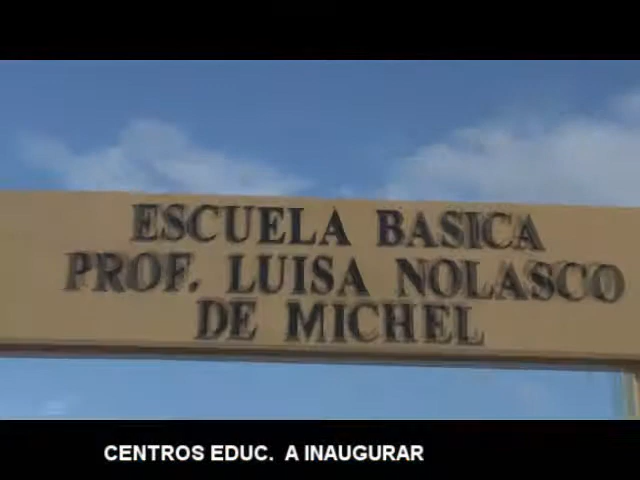 ESCUELA BASICA
PROF. LUISA NOLASCO
DE MICHEL
CENTROS EDUC. A INAUGURAR